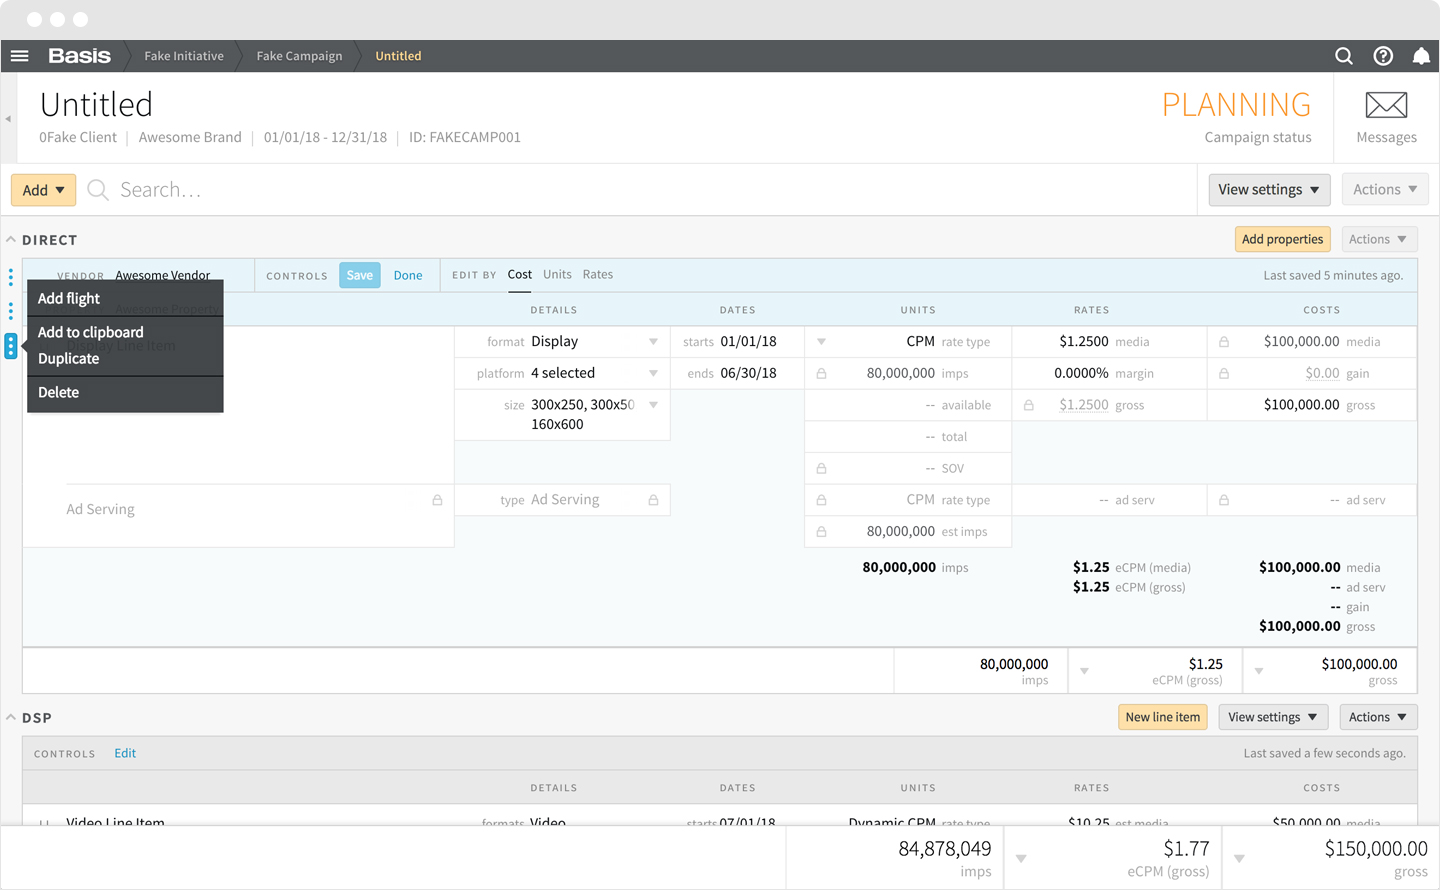 Basis Fake Initiative Fake Campaign Untitled
Untitled
0Fake Client Awesome Brand 01/01/18 - 12/31/18 ID: FAKECAMP001
PLANNING
Campaign status
Messages
Add Search... View settings Actions
DIRECT Add properties Actions
VENDOR Awesome Vendor CONTROLS Save Done EDIT BY Cost Units Rates Last saved 5 minutes ago.
Awesome Property DETAILS DATES UNITS RATES COSTS
Add flight
Add to clipboard
Display Line Item
Duplicate
Delete
format Display starts 01/01/18 CPM rate type $1.2500 media $100,000.00 media
platform 4 selected ends 06/30/18 80,000,000 imps 0.0000% margin $0.00 gain
size 300x250, 300x50 -- available $1.2500 gross $100,000.00 gross
160x600
-- total
-- SOV
Ad Serving type Ad Serving CPM rate type -- ad serv -- ad serv
80,000,000 est imps
80,000,000 imps $1.25 eCPM (media) $100,000.00 media
$1.25 eCPM (gross) -- ad serv
-- gain
$100,000.00 gross
80,000,000 $1.25 $100,000.00
imps eCPM (gross) gross
DSP New line item View settings Actions
CONTROLS Edit Last saved a few seconds ago.
DETAILS DATES UNITS RATES COSTS
Video Line Item formats Video starts 07/01/18 Dynamic CPM rate type $10.25 est media $50,000.00 media
84,878,049 $1.77 $150,000.00
imps eCPM (gross) gross